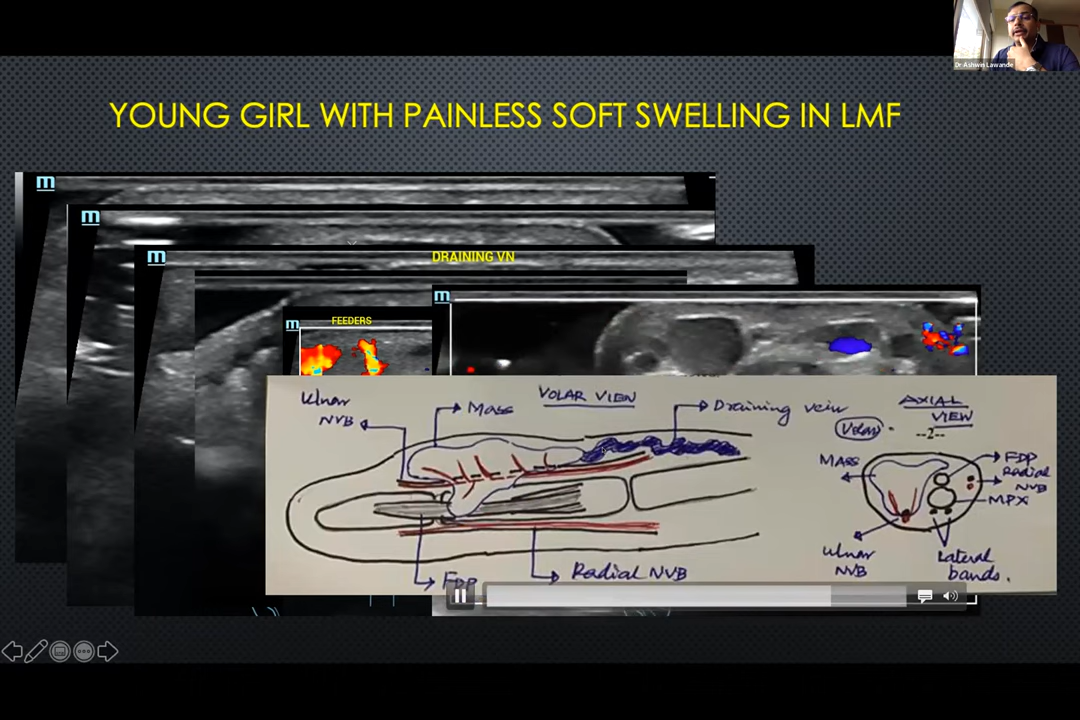 Dr Ashwin Lawande
YOUNG GIRL WITH PAINLESS SOFT SWELLING IN LMF
m
m
m
DRAINING VN
m
m
FEEDERS
Ulnar
NVB
Mass
VOLAR VIEW
Draining vein
AXIAL
VIEW
Volar
--2--
MASS
FDP
Radial
NVB
MPX
Ulnar
NVB
Lateral
bands.
FDP
Radial NVB